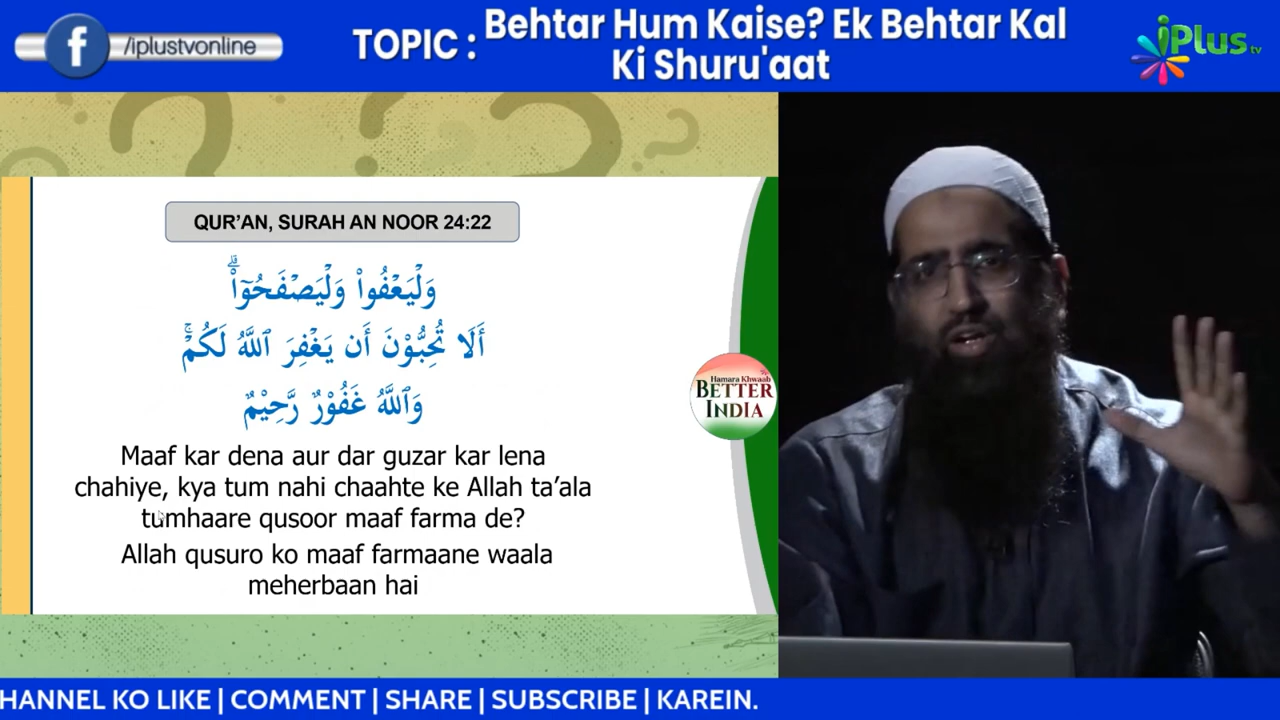 /iplustvonline
TOPIC : Behtar Hum Kaise? Ek Behtar Kal
Ki Shuru'aat
iPlus tv
QUR’AN, SURAH AN NOOR 24:22
وَلْيَعْفُوا۟ وَلْيَصْفَحُوٓا۟ ۗ
أَلَا تُحِبُّوْنَ أَن يَغْفِرَ ٱللَّهُ لَكُمْ ۚ
وَٱللَّهُ غَفُوْرٌ رَّحِيْمٌ
Hamara Khwaab
BETTER
INDIA
Maaf kar dena aur dar guzar kar lena
chahiye, kya tum nahi chaahte ke Allah ta’ala
tumhaare qusoor maaf farma de?
Allah qusuro ko maaf farmaane waala
meherbaan hai
HANNEL KO LIKE | COMMENT | SHARE | SUBSCRIBE | KAREIN.